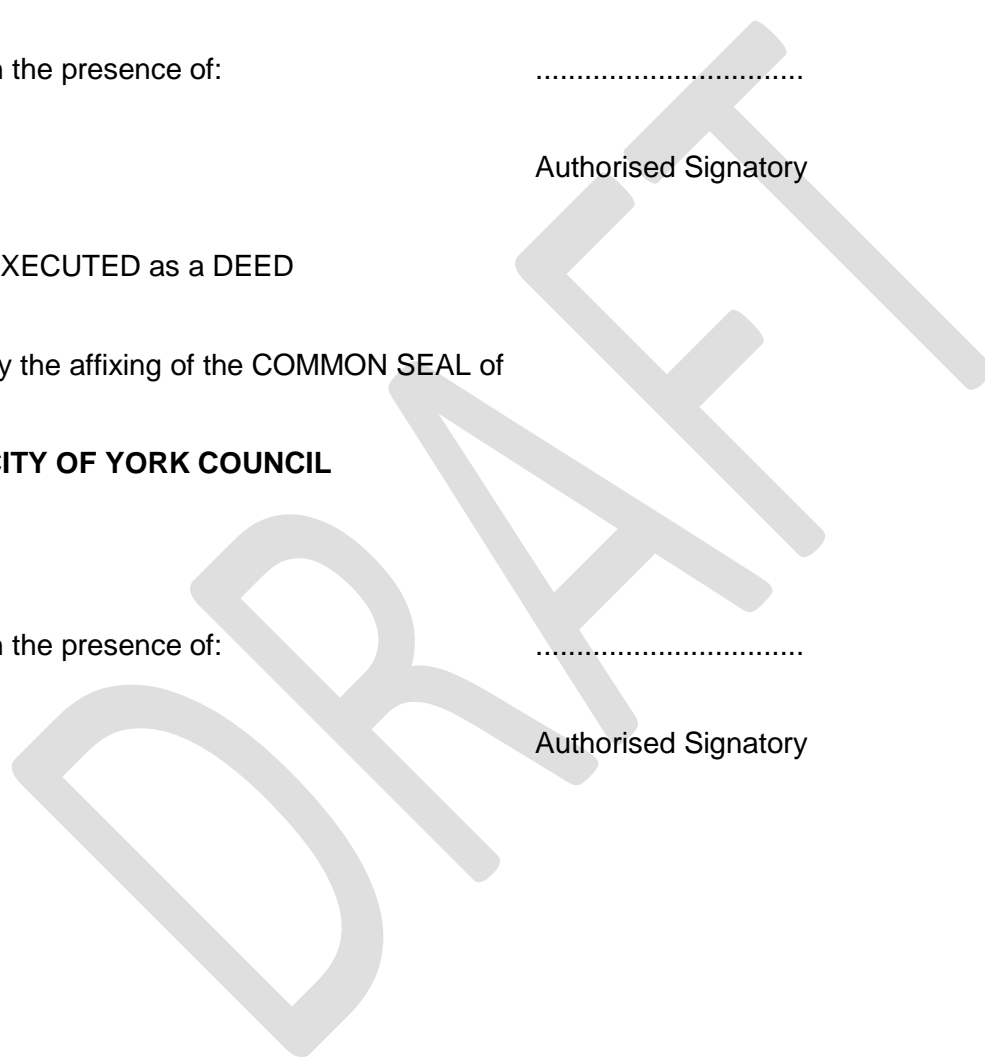 n the presence of: .................................
Authorised Signatory
XECUTED as a DEED
y the affixing of the COMMON SEAL of
CITY OF YORK COUNCIL
n the presence of: .................................
Authorised Signatory
DRAFT